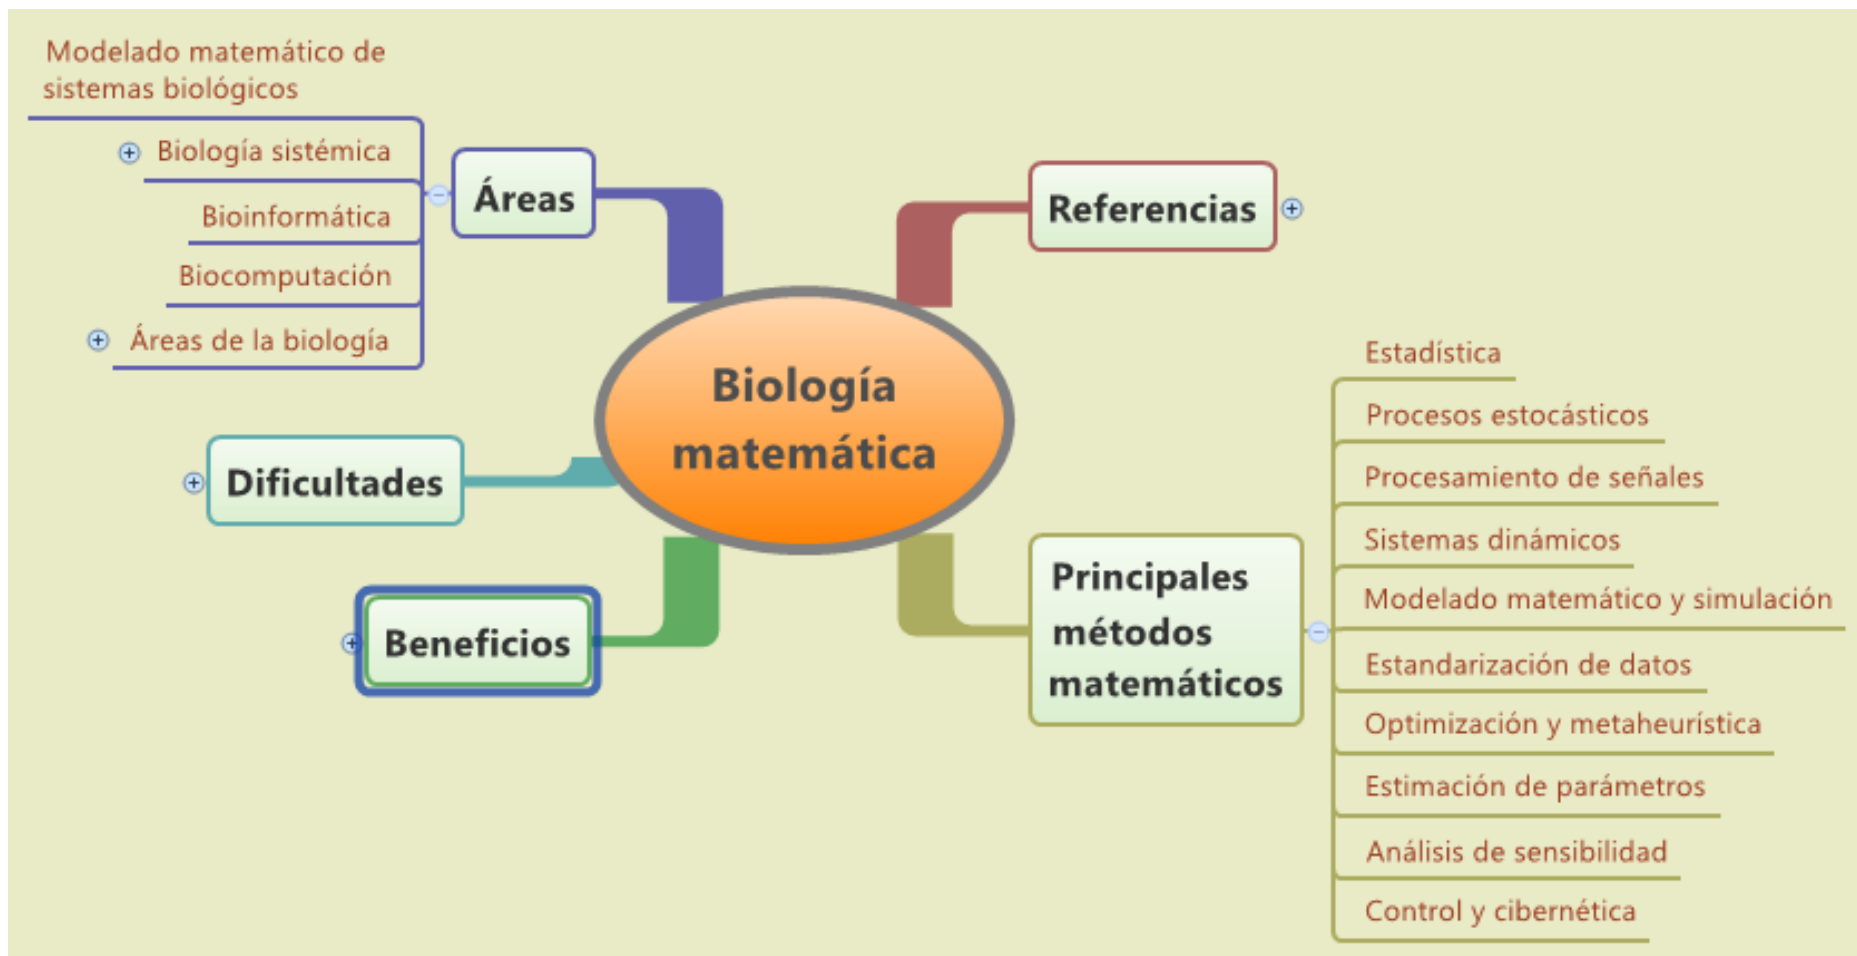 Modelado matemático de
sistemas biológicos
Biología sistémica
Bioinformática
Biocomputación
Áreas de la biología
Áreas
Dificultades
Beneficios
Biología
matemática
Referencias
Principales
métodos
matemáticos
Estadística
Procesos estocásticos
Procesamiento de señales
Sistemas dinámicos
Modelado matemático y simulación
Estandarización de datos
Optimización y metaheurística
Estimación de parámetros
Análisis de sensibilidad
Control y cibernética